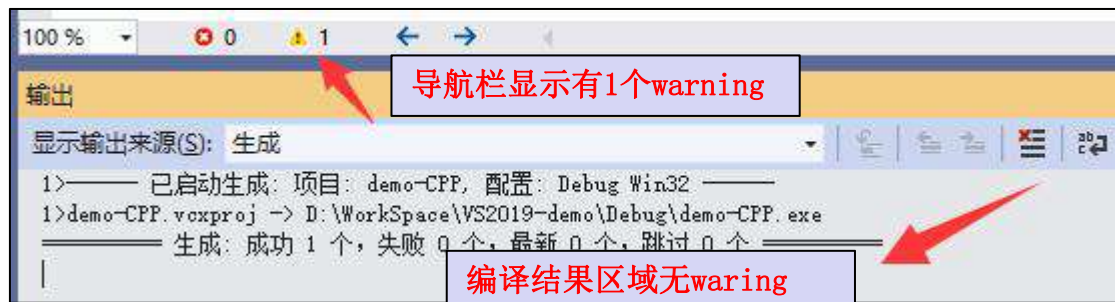 100 % 0 1
导航栏显示有1个warning
输出
显示输出来源(S): 生成
1>—— 已启动生成: 项目: demo-CPP, 配置: Debug Win32 ——
1>demo-CPP.vcxproj -> D:\WorkSpace\VS2019-demo\Debug\demo-CPP.exe
========== 生成: 成功 1 个，失败 0 个，最新 0 个，跳过 0 个 ==========
编译结果区域无waring